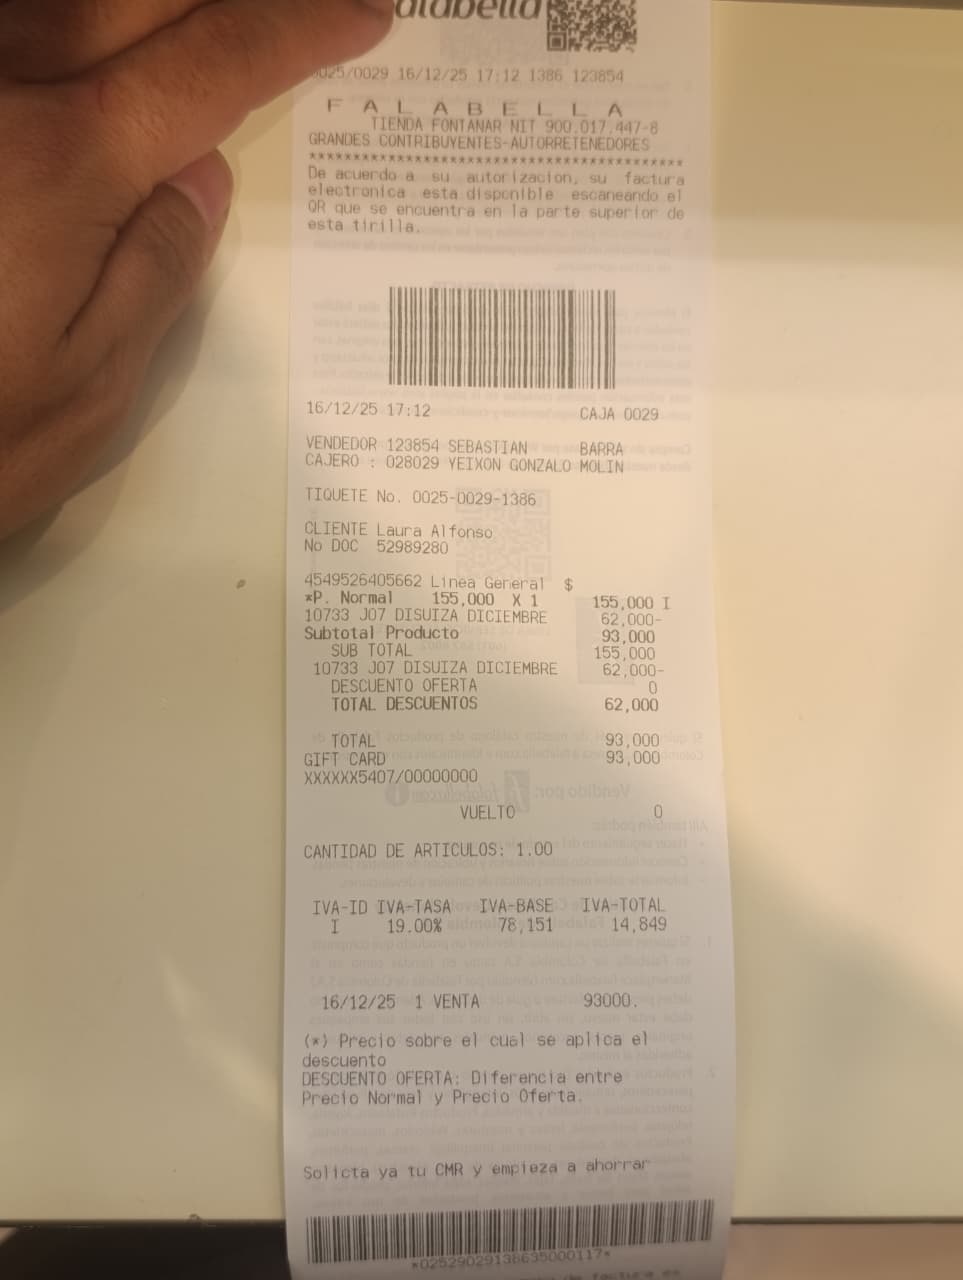 alabella
0025/0029 16/12/25 17:12 1386 123854
F A L A B E L L A
TIENDA FONTANAR NIT 900.017.447-8
GRANDES CONTRIBUYENTES-AUTORRETENEDORES
******************************************
De acuerdo a su autorizacion, su factura
electronica esta disponible escaneando el
QR que se encuentra en la parte superior de
esta tirilla.
16/12/25 17:12 CAJA 0029
VENDEDOR 123854 SEBASTIAN BARRA
CAJERO : 028029 YEIXON GONZALO MOLIN
TIQUETE No. 0025-0029-1386
CLIENTE Laura Alfonso
No DOC 52989280
4549526405662 Linea General $
*P. Normal 155,000 X 1 155,000 I
10733 J07 DISUIZA DICIEMBRE 62,000-
Subtotal Producto 93,000
SUB TOTAL 155,000
10733 J07 DISUIZA DICIEMBRE 62,000-
DESCUENTO OFERTA 0
TOTAL DESCUENTOS 62,000
TOTAL 93,000
GIFT CARD 93,000
XXXXXX5407/00000000
VUELTO 0
CANTIDAD DE ARTICULOS: 1.00
IVA-ID IVA-TASA IVA-BASE IVA-TOTAL
I 19.00% 78,151 14,849
16/12/25 1 VENTA 93000.
(*) Precio sobre el cual se aplica el
descuento
DESCUENTO OFERTA: Diferencia entre
Precio Normal y Precio Oferta.
Solicta ya tu CMR y empieza a ahorrar
*02529029138695000117*